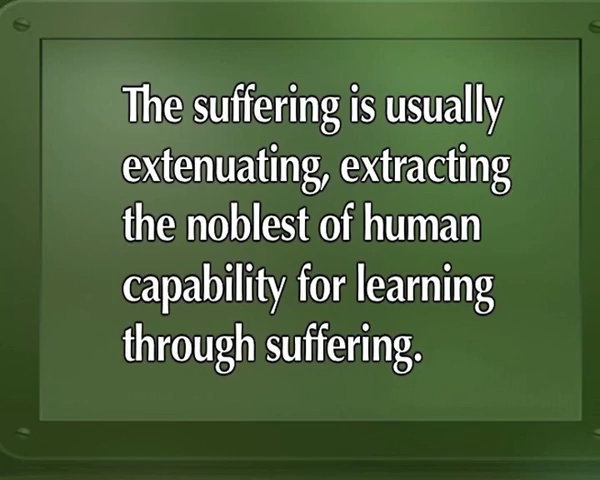 The suffering is usually
extenuating, extracting
the noblest of human
capability for learning
through suffering.